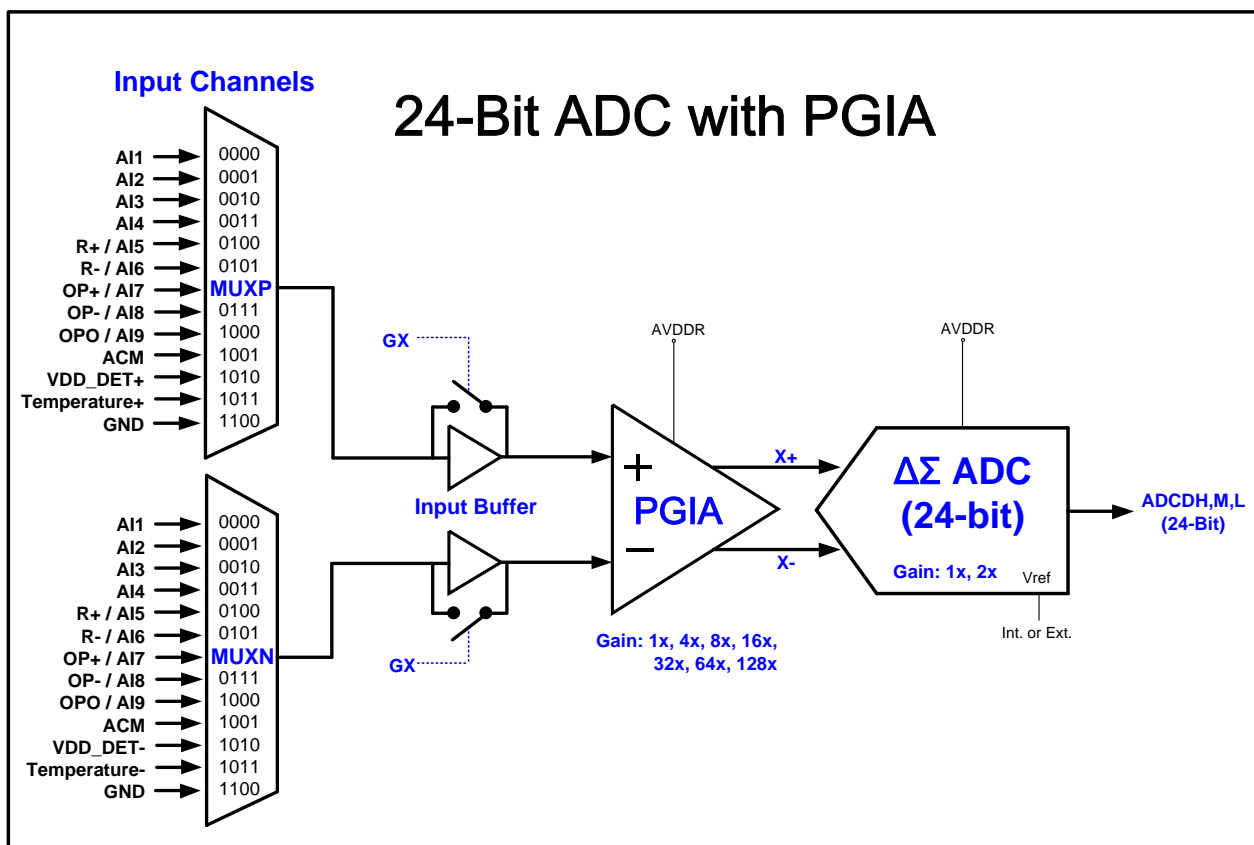 24-Bit ADC with PGIA
Input Channels
AI1 0000
AI2 0001
AI3 0010
AI4 0011
R+ / AI5 0100
R- / AI6 0101
OP+ / AI7 MUXP
OP- / AI8 0111
OPO / AI9 1000
ACM 1001
VDD_DET+ 1010
Temperature+ 1011
GND 1100
GX
Input Buffer
AI1 0000
AI2 0001
AI3 0010
AI4 0011
R+ / AI5 0100
R- / AI6 0101
OP+ / AI7 MUXN
OP- / AI8 0111
OPO / AI9 1000
ACM 1001
VDD_DET- 1010
Temperature- 1011
GND 1100
GX
AVDDR
+
PGIA
−
Gain: 1x, 4x, 8x, 16x,
32x, 64x, 128x
X+
X-
AVDDR
ΔΣ ADC
(24-bit)
Gain: 1x, 2x
Vref
Int. or Ext.
ADCDH,M,L
(24-Bit)